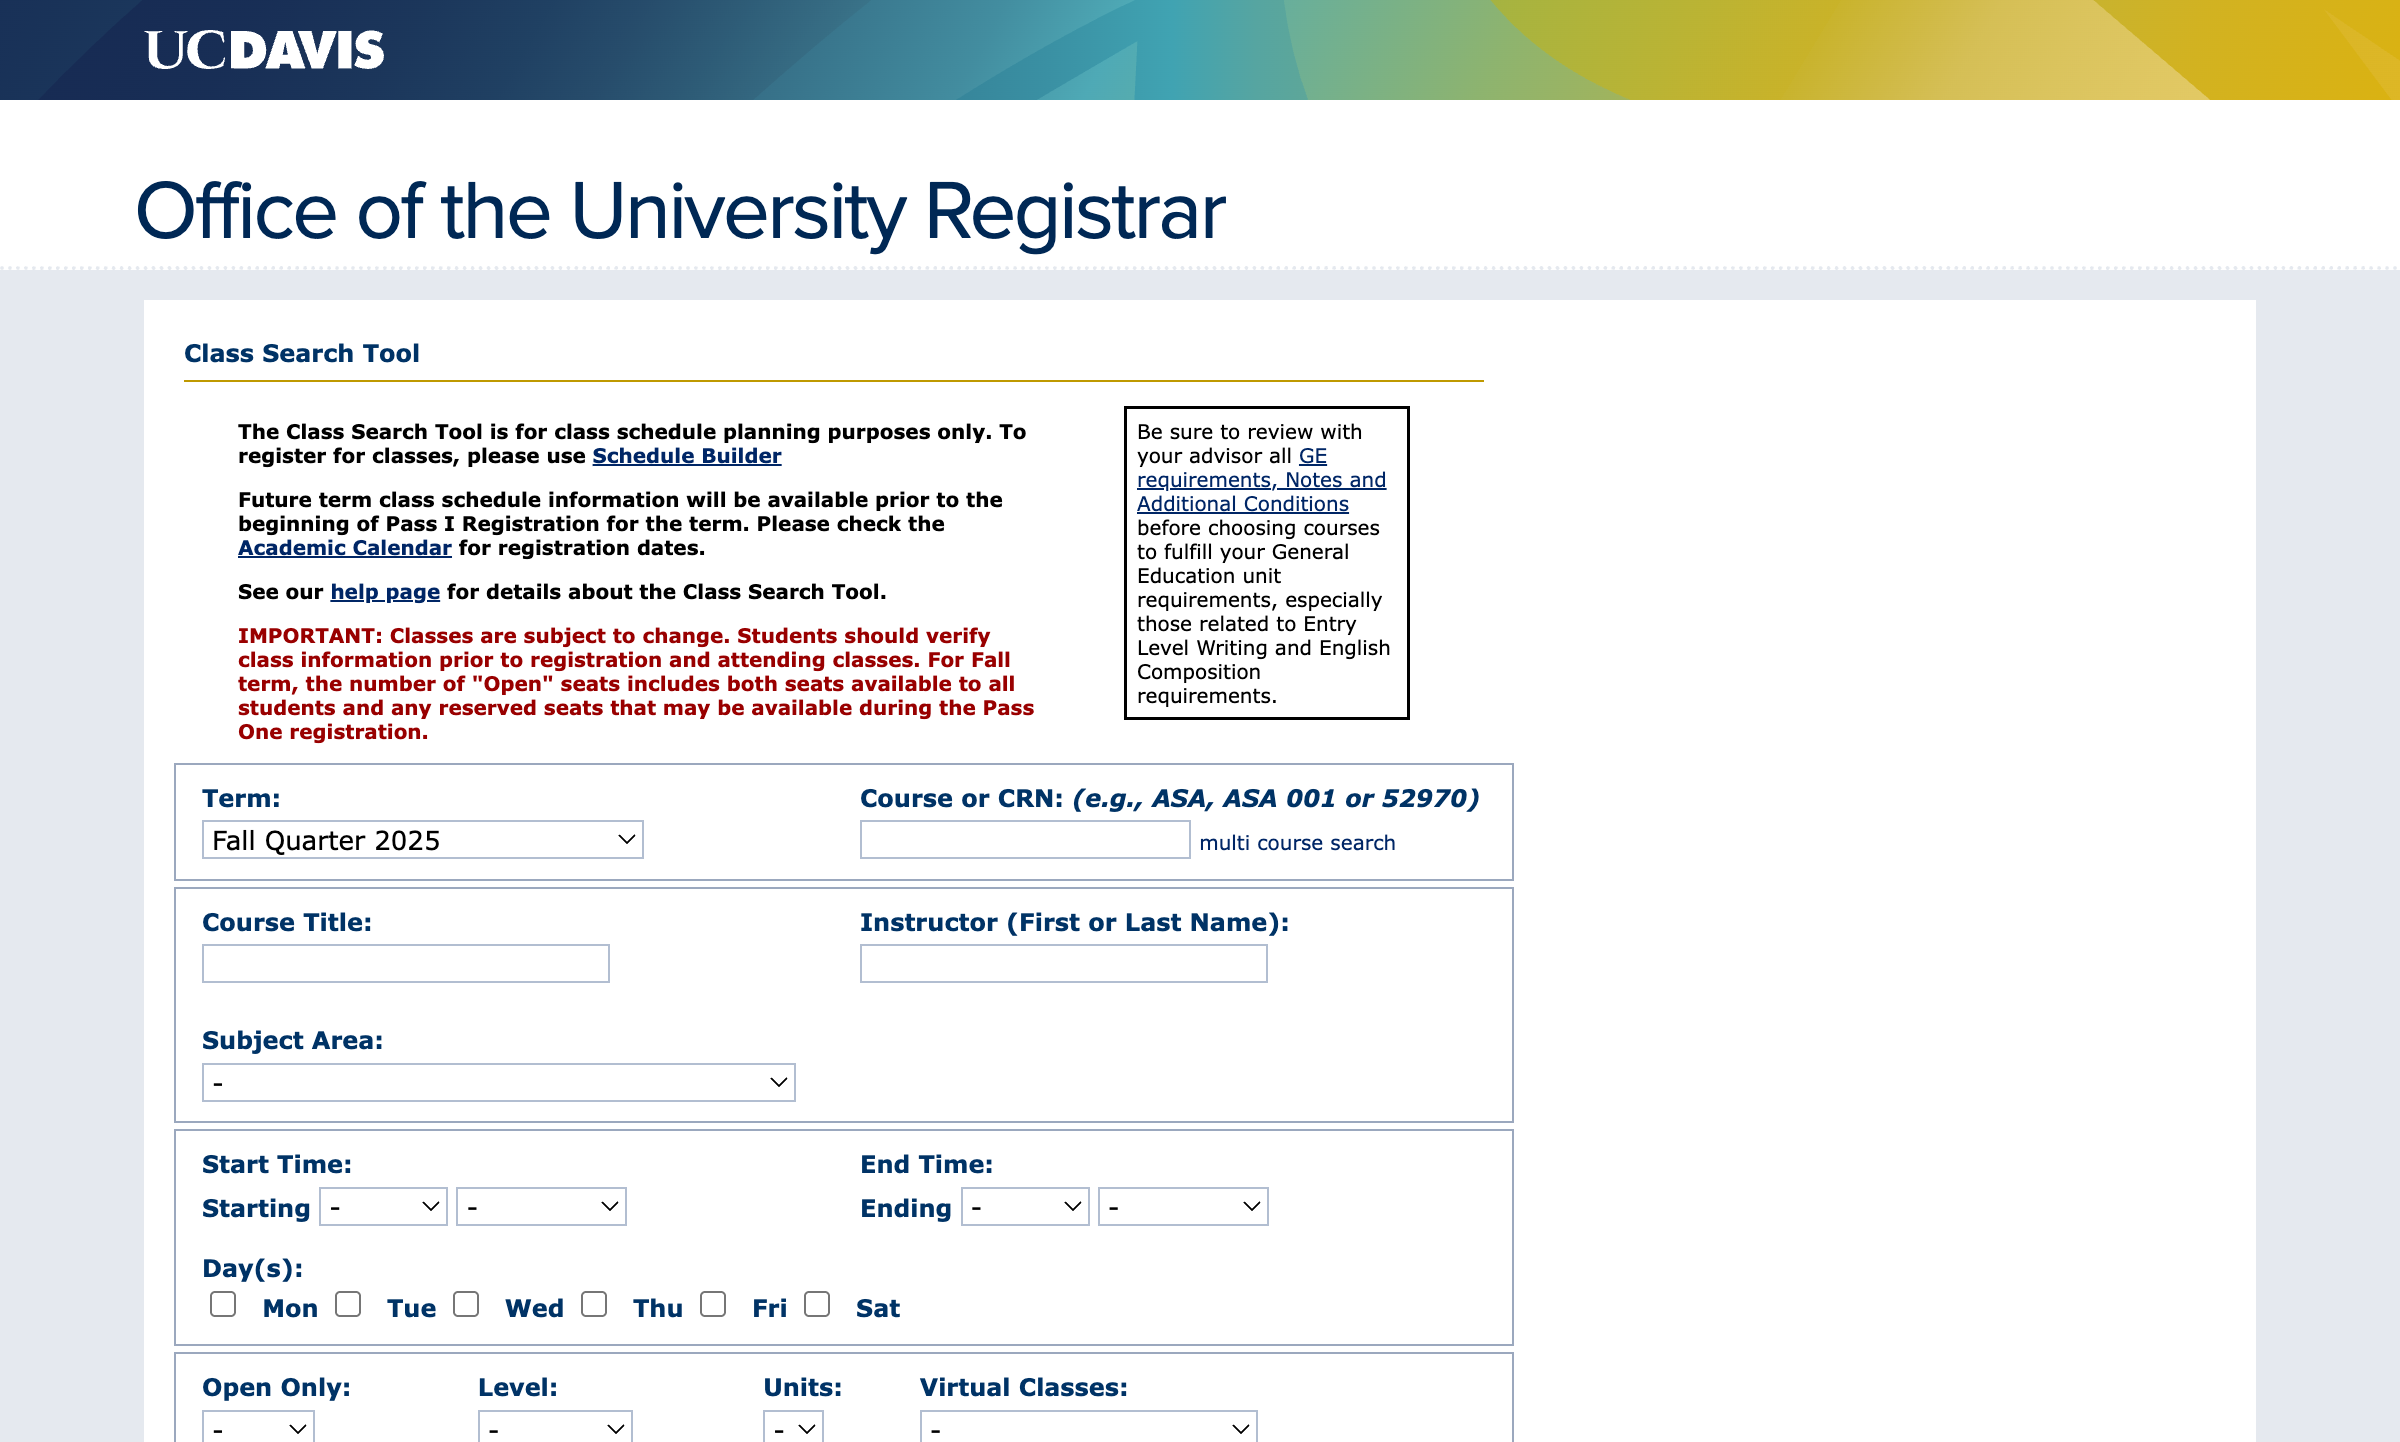 UCDAVIS
Office of the University Registrar
Class Search Tool
The Class Search Tool is for class schedule planning purposes only. To
register for classes, please use Schedule Builder
Future term class schedule information will be available prior to the
beginning of Pass I Registration for the term. Please check the
Academic Calendar for registration dates.
See our help page for details about the Class Search Tool.
IMPORTANT: Classes are subject to change. Students should verify
class information prior to registration and attending classes. For Fall
term, the number of "Open" seats includes both seats available to all
students and any reserved seats that may be available during the Pass
One registration.
Be sure to review with
your advisor all GE
requirements, Notes and
Additional Conditions
before choosing courses
to fulfill your General
Education unit
requirements, especially
those related to Entry
Level Writing and English
Composition
requirements.
Term:
Fall Quarter 2025
Course or CRN: (e.g., ASA, ASA 001 or 52970)
multi course search
Course Title:
Instructor (First or Last Name):
Subject Area:
-
Start Time:
Starting - -
End Time:
Ending - -
Day(s):
Mon Tue Wed Thu Fri Sat
Open Only: Level: Units: Virtual Classes:
- - - -